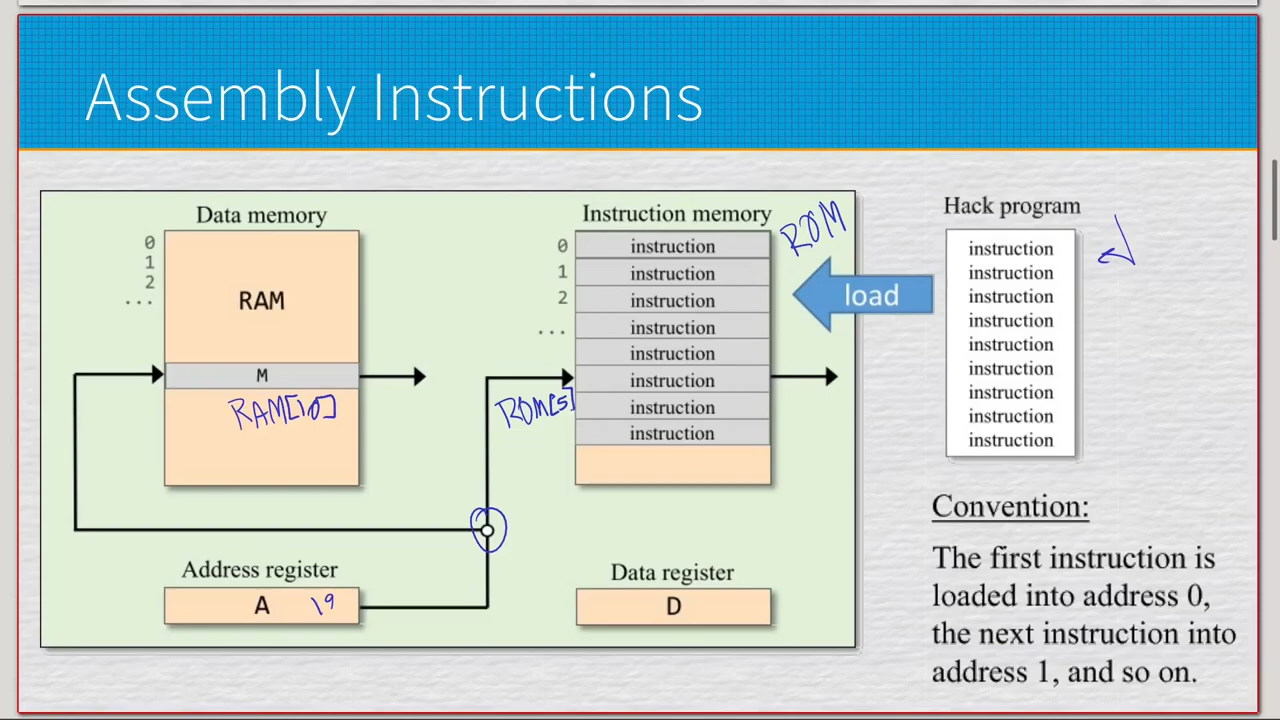 Assembly Instructions
Data memory
0
1
2
...
RAM
M
RAM[10]
Instruction memory
ROM
0
1
2
...
instruction
instruction
instruction
instruction
instruction
instruction
instruction
instruction
ROM[5]
load
Hack program
instruction
instruction
instruction
instruction
instruction
instruction
instruction
instruction
instruction
Address register
A
19
Data register
D
Convention:
The first instruction is
loaded into address 0,
the next instruction into
address 1, and so on.